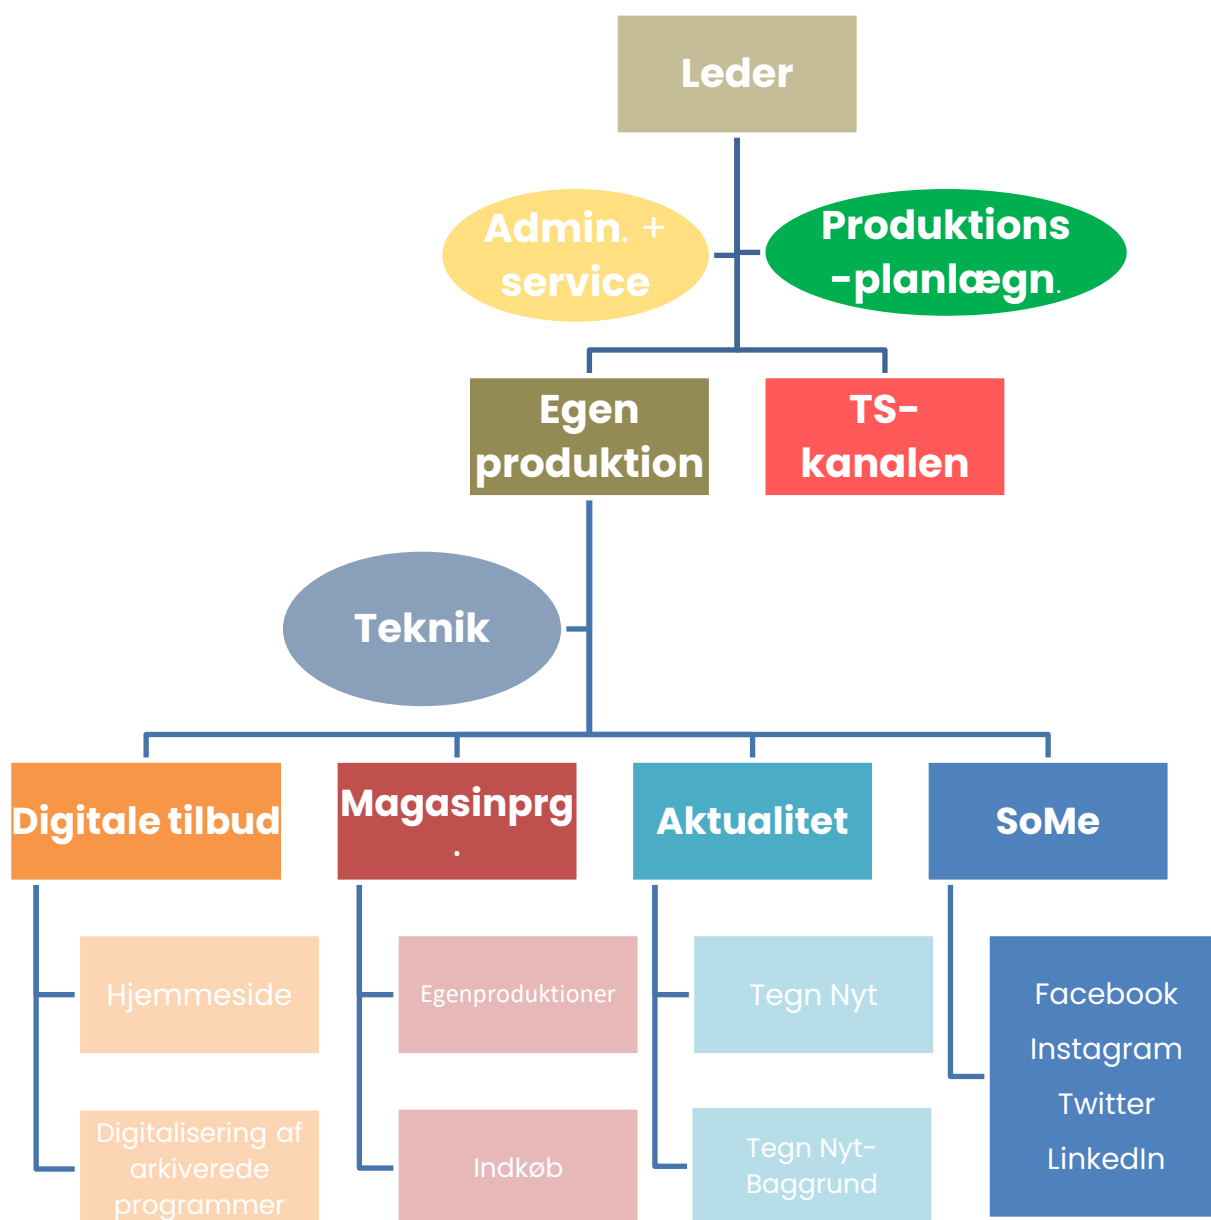 Leder
Admin. +
service
Produktions
-planlægn.
Egen
produktion
TS-
kanalen
Teknik
Digitale tilbud
Magasinprg
.
Aktualitet
SoMe
Hjemmeside
Egenproduktioner
Tegn Nyt
Facebook
Instagram
Twitter
LinkedIn
Digitalisering af
arkiverede
programmer
Indkøb
Tegn Nyt-
Baggrund